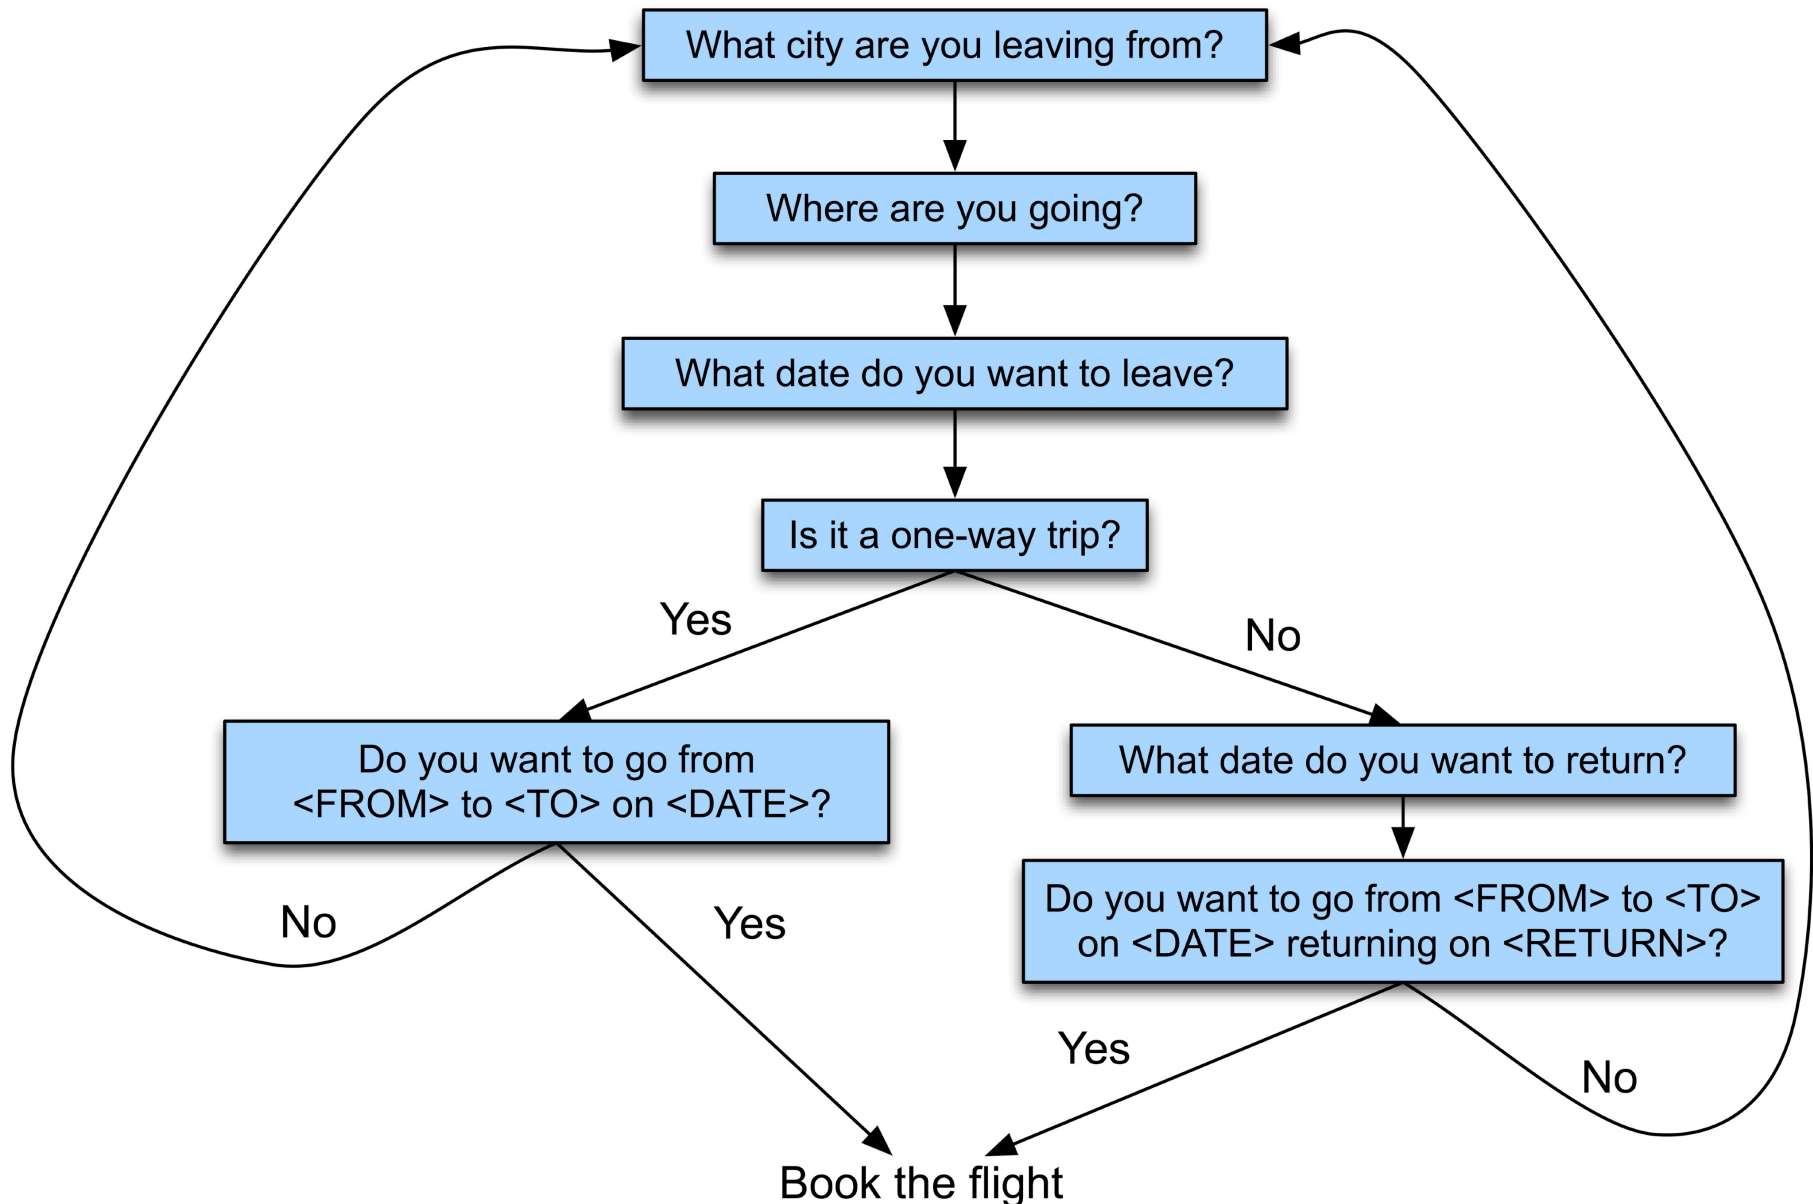 What city are you leaving from?
Where are you going?
What date do you want to leave?
Is it a one-way trip?
Yes
No
Do you want to go from
<FROM> to <TO> on <DATE>?
What date do you want to return?
Do you want to go from <FROM> to <TO>
on <DATE> returning on <RETURN>?
No
Yes
Yes
No
Book the flight